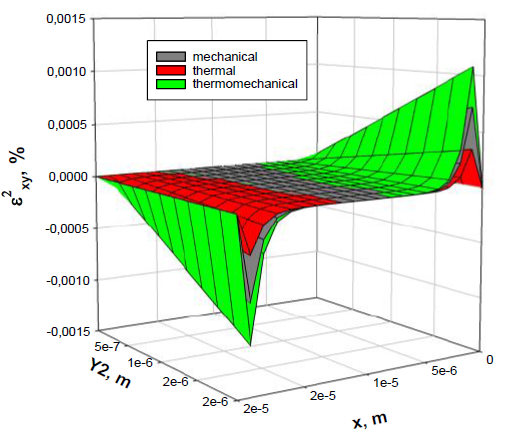 0,0015
0,0010
0,0005
0,0000
-0,0005
-0,0010
-0,0015
ε²xy, %
mechanical
thermal
thermomechanical
5e-7
1e-6
2e-6
2e-6
Y2, m
2e-5
2e-5
1e-5
5e-6
0
x, m